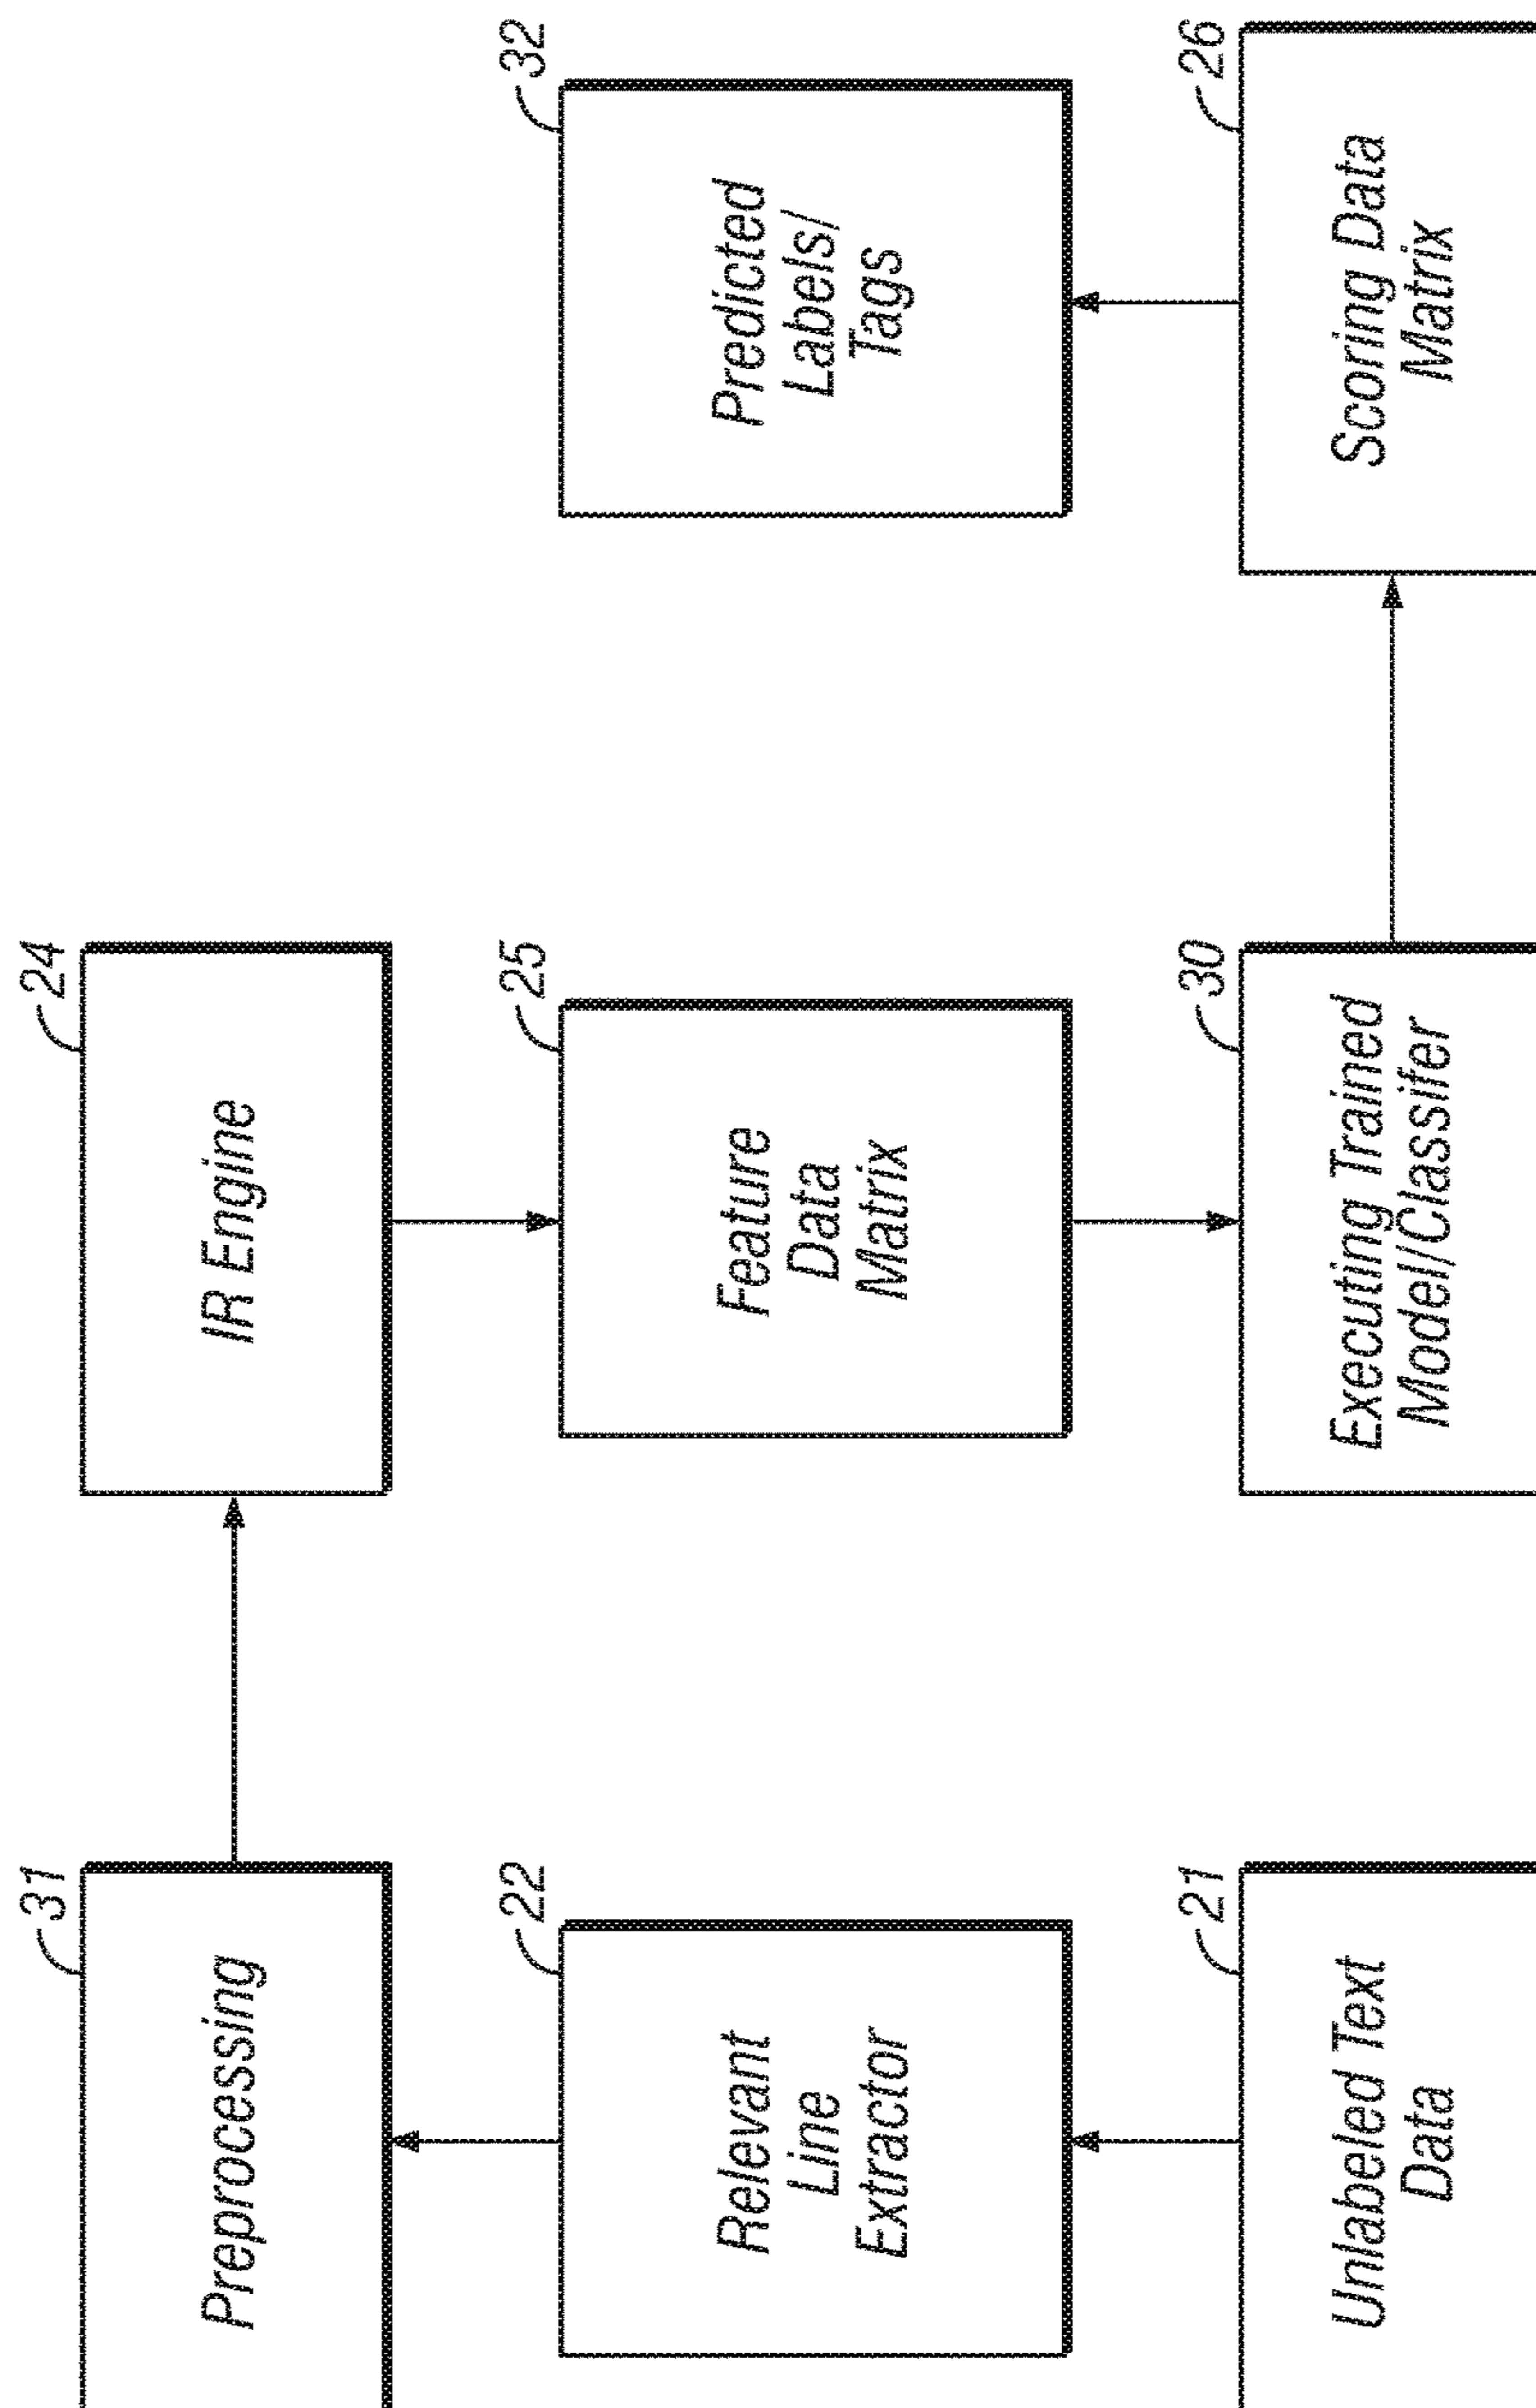 31
Preprocessing
24
IR Engine
22
Relevant
Line
Extractor
25
Feature
Data
Matrix
32
Predicted
Labels/
Tags
21
Unlabeled Text
Data
30
Executing Trained
Model/Classifer
26
Scoring Data
Matrix